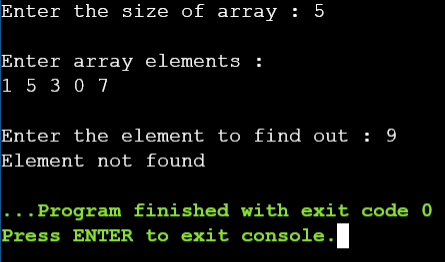 Enter the size of array : 5
Enter array elements :
1 5 3 0 7
Enter the element to find out : 9
Element not found
...Program finished with exit code 0
Press ENTER to exit console.